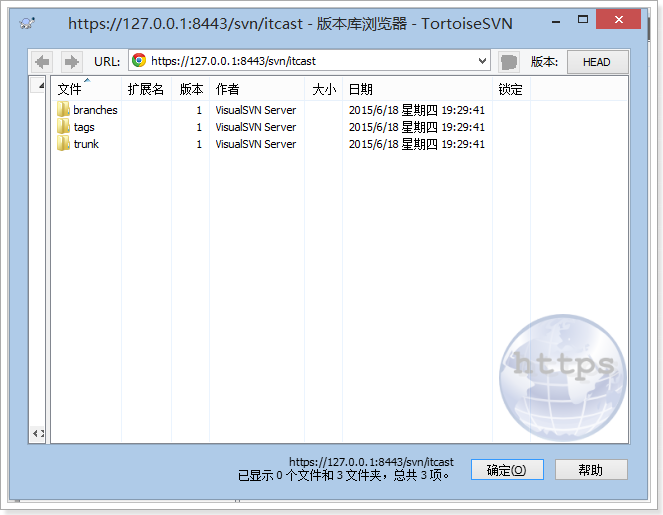 https://127.0.0.1:8443/svn/itcast - 版本库浏览器 - TortoiseSVN
URL: https://127.0.0.1:8443/svn/itcast 版本: HEAD
文件 扩展名 版本 作者 大小 日期 锁定
branches 1 VisualSVN Server 2015/6/18 星期四 19:29:41
tags 1 VisualSVN Server 2015/6/18 星期四 19:29:41
trunk 1 VisualSVN Server 2015/6/18 星期四 19:29:41
https
https://127.0.0.1:8443/svn/itcast
已显示 0 个文件和 3 文件夹，总共 3 项。
确定(O) 帮助